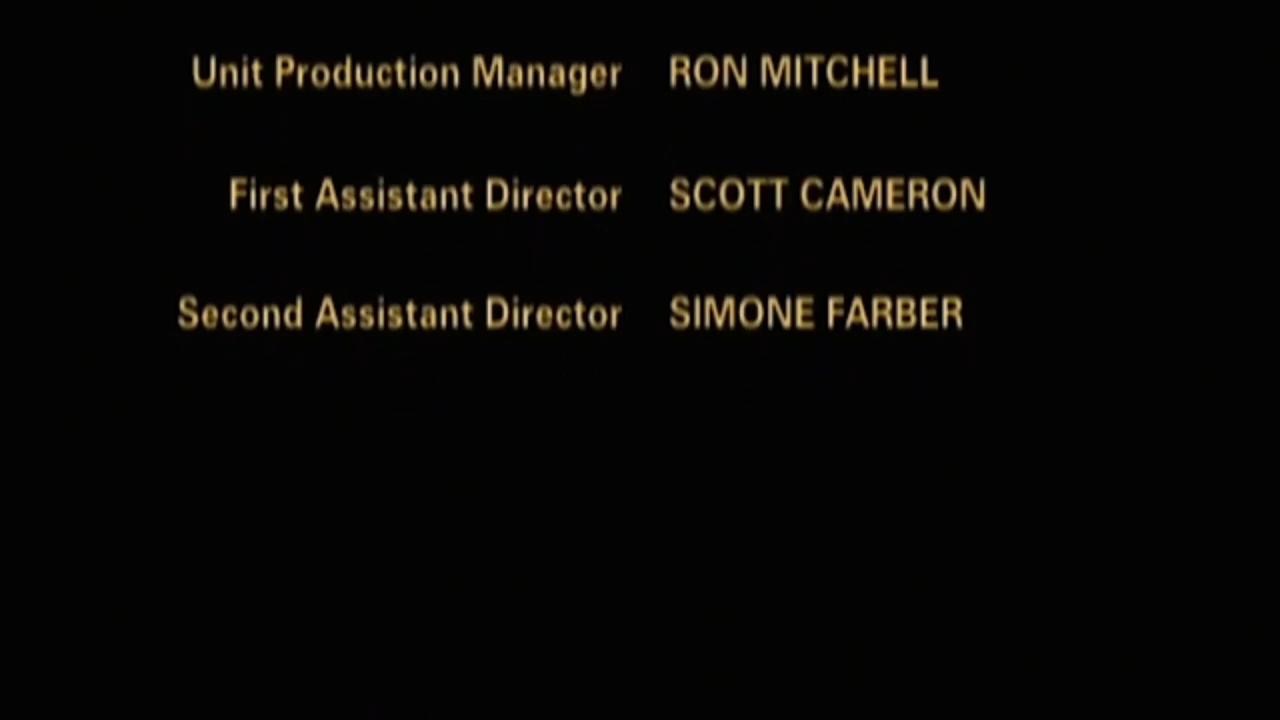 Unit Production Manager RON MITCHELL
First Assistant Director SCOTT CAMERON
Second Assistant Director SIMONE FARBER